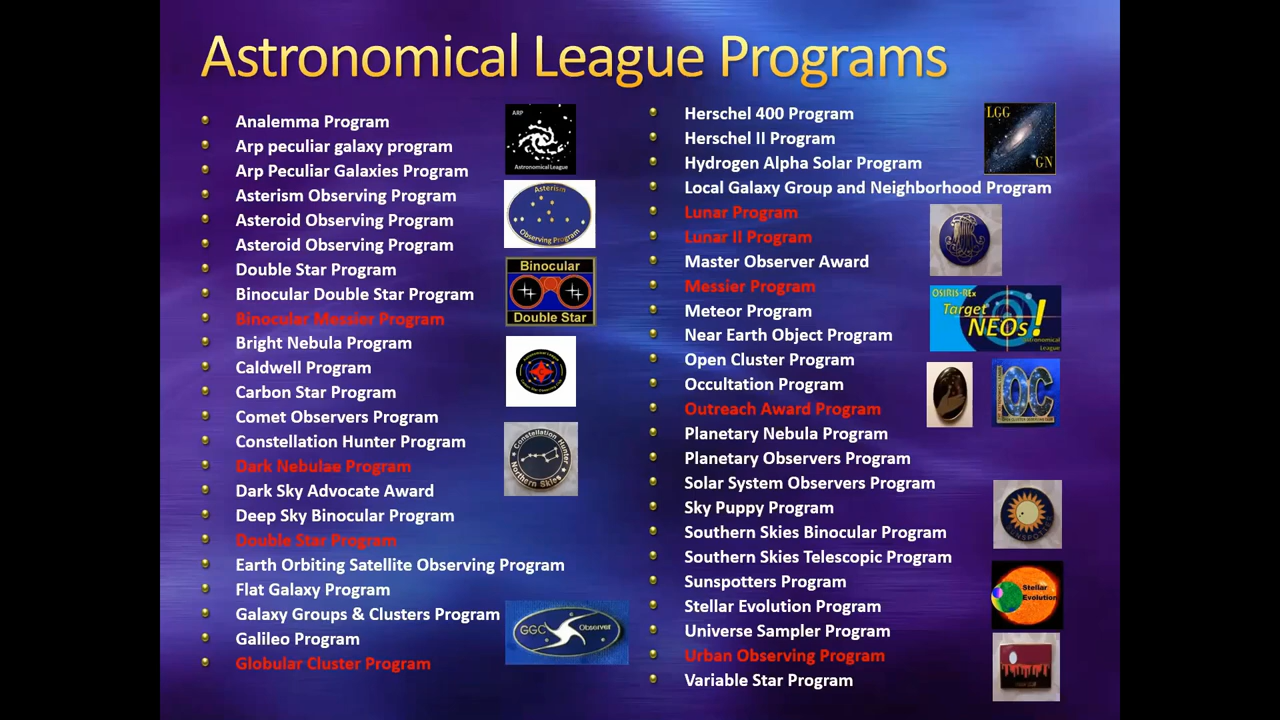 Astronomical League Programs
Analemma Program
Arp peculiar galaxy program
Arp Peculiar Galaxies Program
Asterism Observing Program
Asteroid Observing Program
Asteroid Observing Program
Double Star Program
Binocular Double Star Program
Binocular Messier Program
Bright Nebula Program
Caldwell Program
Carbon Star Program
Comet Observers Program
Constellation Hunter Program
Dark Nebulae Program
Dark Sky Advocate Award
Deep Sky Binocular Program
Double Star Program
Earth Orbiting Satellite Observing Program
Flat Galaxy Program
Galaxy Groups & Clusters Program
Galileo Program
Globular Cluster Program
ARP
Astronomical League
Asterism
Observing Program
Binocular
Double Star
Constellation Hunter
Northern Skies
GGC Observer
Herschel 400 Program
Herschel II Program
Hydrogen Alpha Solar Program
Local Galaxy Group and Neighborhood Program
Lunar Program
Lunar II Program
Master Observer Award
Messier Program
Meteor Program
Near Earth Object Program
Open Cluster Program
Occultation Program
Outreach Award Program
Planetary Nebula Program
Planetary Observers Program
Solar System Observers Program
Sky Puppy Program
Southern Skies Binocular Program
Southern Skies Telescopic Program
Sunspotters Program
Stellar Evolution Program
Universe Sampler Program
Urban Observing Program
Variable Star Program
LGG
GN
OSIRIS-REx
Target
NEOs!
Astronomical
League
OC
Stellar
Evolution